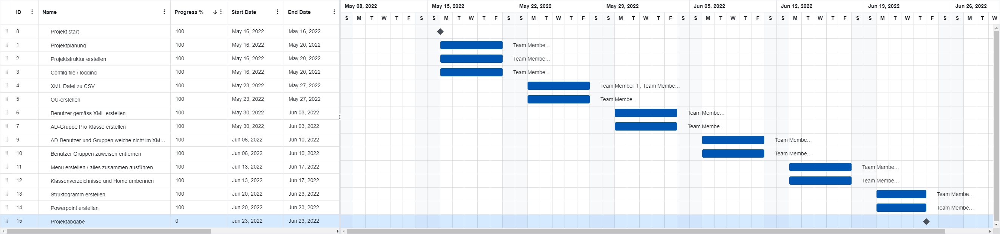 ID Name Progress % Start Date End Date
May 08, 2022 May 15, 2022 May 22, 2022 May 29, 2022 Jun 05, 2022 Jun 12, 2022 Jun 19, 2022 Jun 26, 2022
S M T W T F S S M T W T F S S M T W T F S S M T W T F S S M T W T F S S M T W T F S S M T W T F S S M T W
8 Projekt start 100 May 16, 2022 May 16, 2022
1 Projektplanung 100 May 16, 2022 May 20, 2022 Team Membe...
2 Projektstruktur erstellen 100 May 16, 2022 May 20, 2022 Team Membe...
3 Confilg file / logging 100 May 16, 2022 May 20, 2022 Team Membe...
4 XML Datei zu CSV 100 May 23, 2022 May 27, 2022 Team Member 1 , Team Membe...
5 OU-erstellen 100 May 23, 2022 May 27, 2022 Team Membe...
6 Benutzer gemäss XML erstellen 100 May 30, 2022 Jun 03, 2022 Team Membe...
7 AD-Gruppe Pro Klasse erstellen 100 May 30, 2022 Jun 03, 2022 Team Membe...
9 AD-Benutzer und Gruppen welche nicht im XM... 100 Jun 06, 2022 Jun 10, 2022 Team Membe...
10 Benutzer Gruppen zuweisen entfernen 100 Jun 06, 2022 Jun 10, 2022 Team Membe...
11 Menu erstellen / alles zusammen ausführen 100 Jun 13, 2022 Jun 17, 2022 Team Membe...
12 Klassenverzeichnisse und Home umbennen 100 Jun 13, 2022 Jun 17, 2022 Team Membe...
13 Struktogramm erstellen 100 Jun 20, 2022 Jun 23, 2022 Team Membe...
14 Powerpoint erstellen 100 Jun 20, 2022 Jun 23, 2022 Team Membe...
15 Projektabgabe 0 Jun 23, 2022 Jun 23, 2022